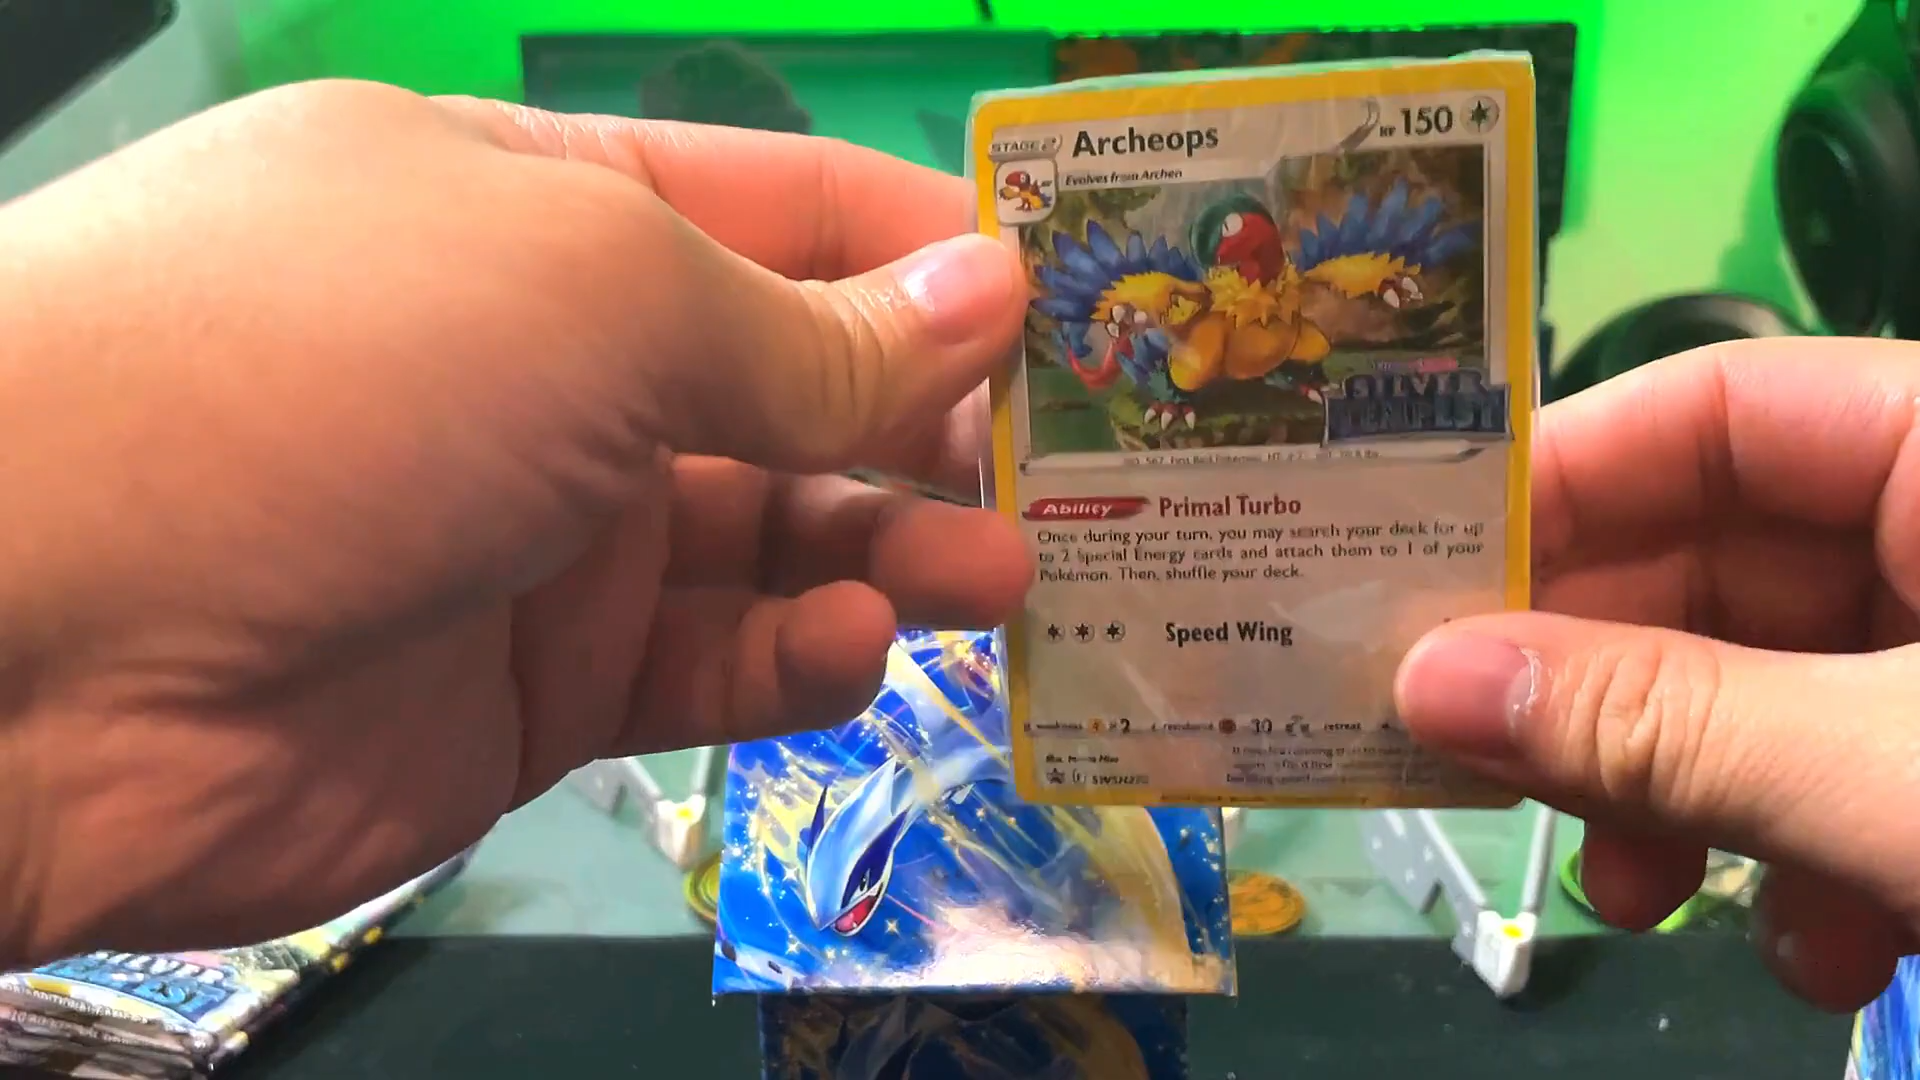 STAGE 2 Archeops HP 150
Evolves from Archen
SILVER
TEMPEST
Ability Primal Turbo
Once during your turn, you may search your deck for up
to 2 Special Energy cards and attach them to 1 of your
Pokémon. Then, shuffle your deck.
Speed Wing
weakness ×2 resistance -30 retreat
SILVER
TEMPEST